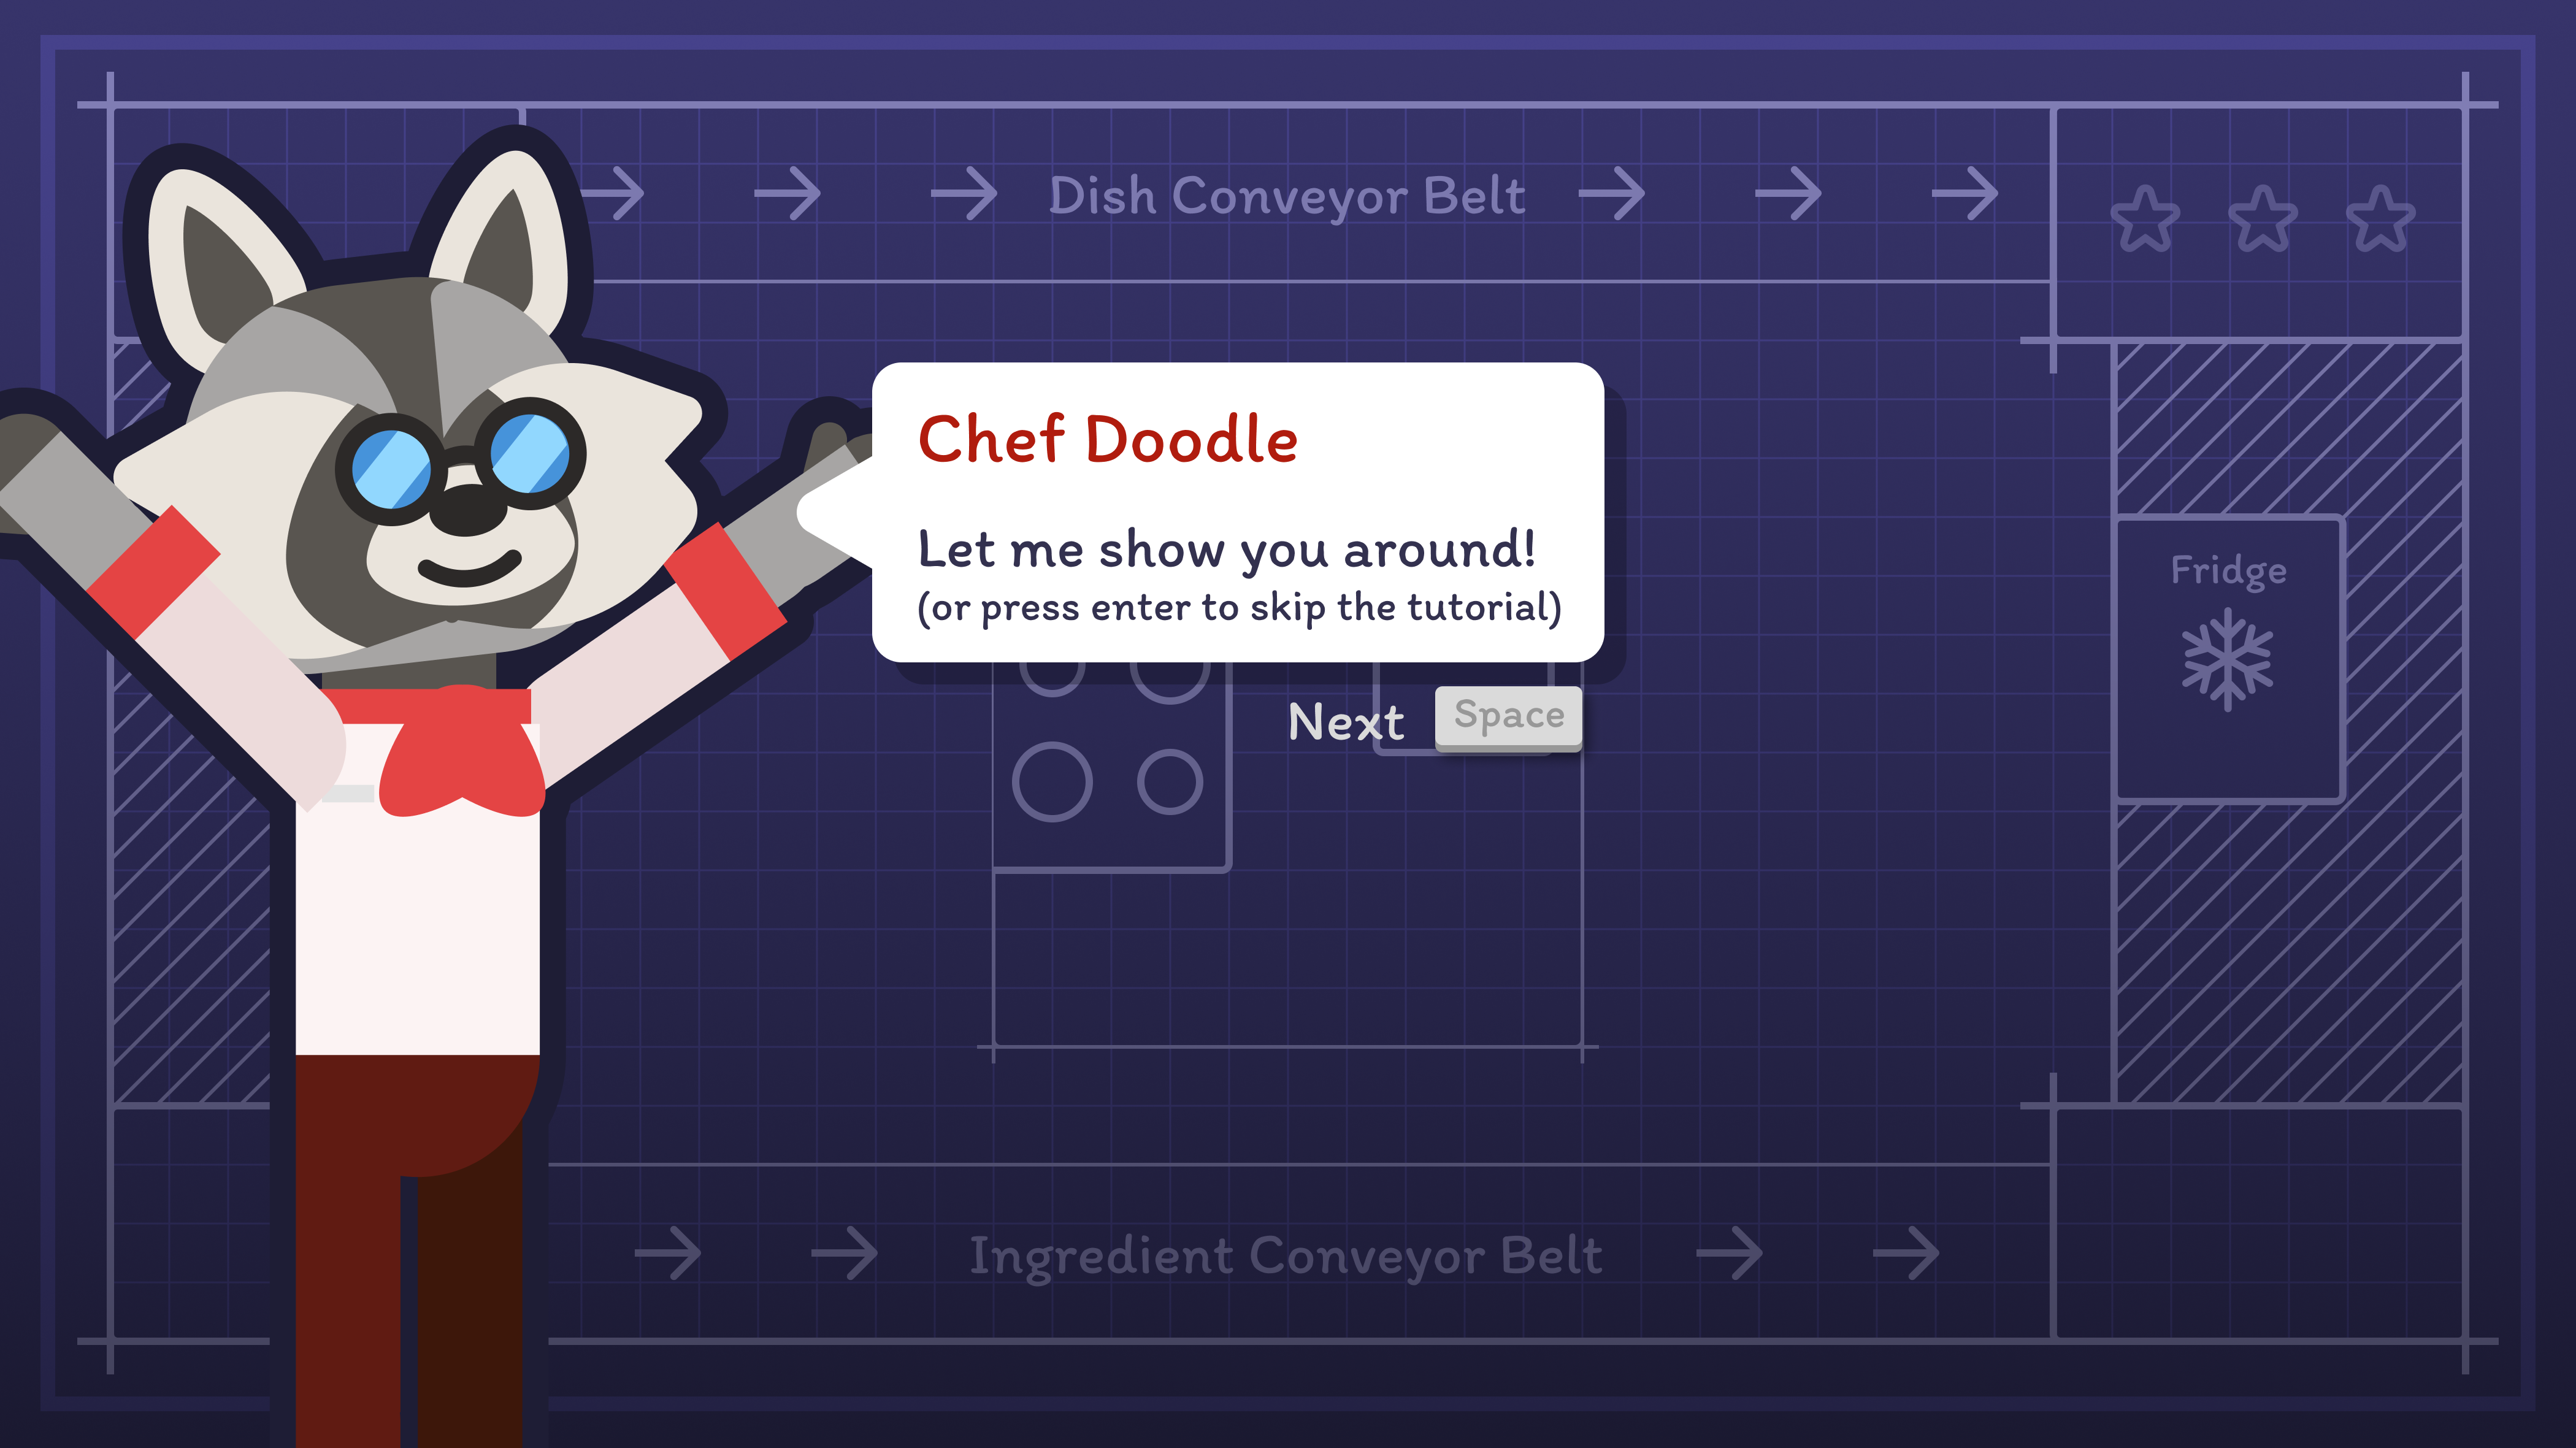 Dish Conveyor Belt
Chef Doodle
Let me show you around!
(or press enter to skip the tutorial)
Fridge
Next Space
Ingredient Conveyor Belt